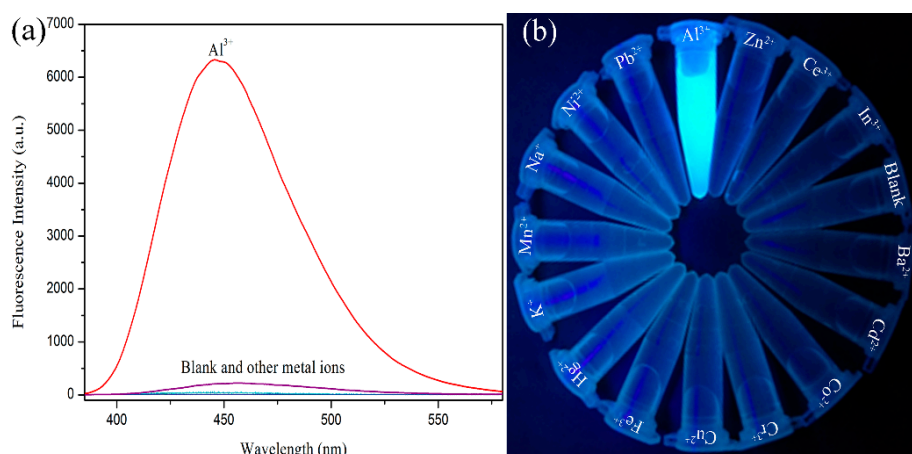 (a)
7000
6000
5000
4000
3000
2000
1000
0
Fluorescence Intensity (a.u.)
Al³⁺
Blank and other metal ions
400
450
500
550
Wavelength (nm)
(b)
Al³⁺
Zn²⁺
Ce³⁺
In³⁺
Blank
Ba²⁺
Cd²⁺
Co²⁺
Cr³⁺
Cu²⁺
Fe³⁺
Hg²⁺
K⁺
Mn²⁺
Na⁺
Ni²⁺
Pb²⁺